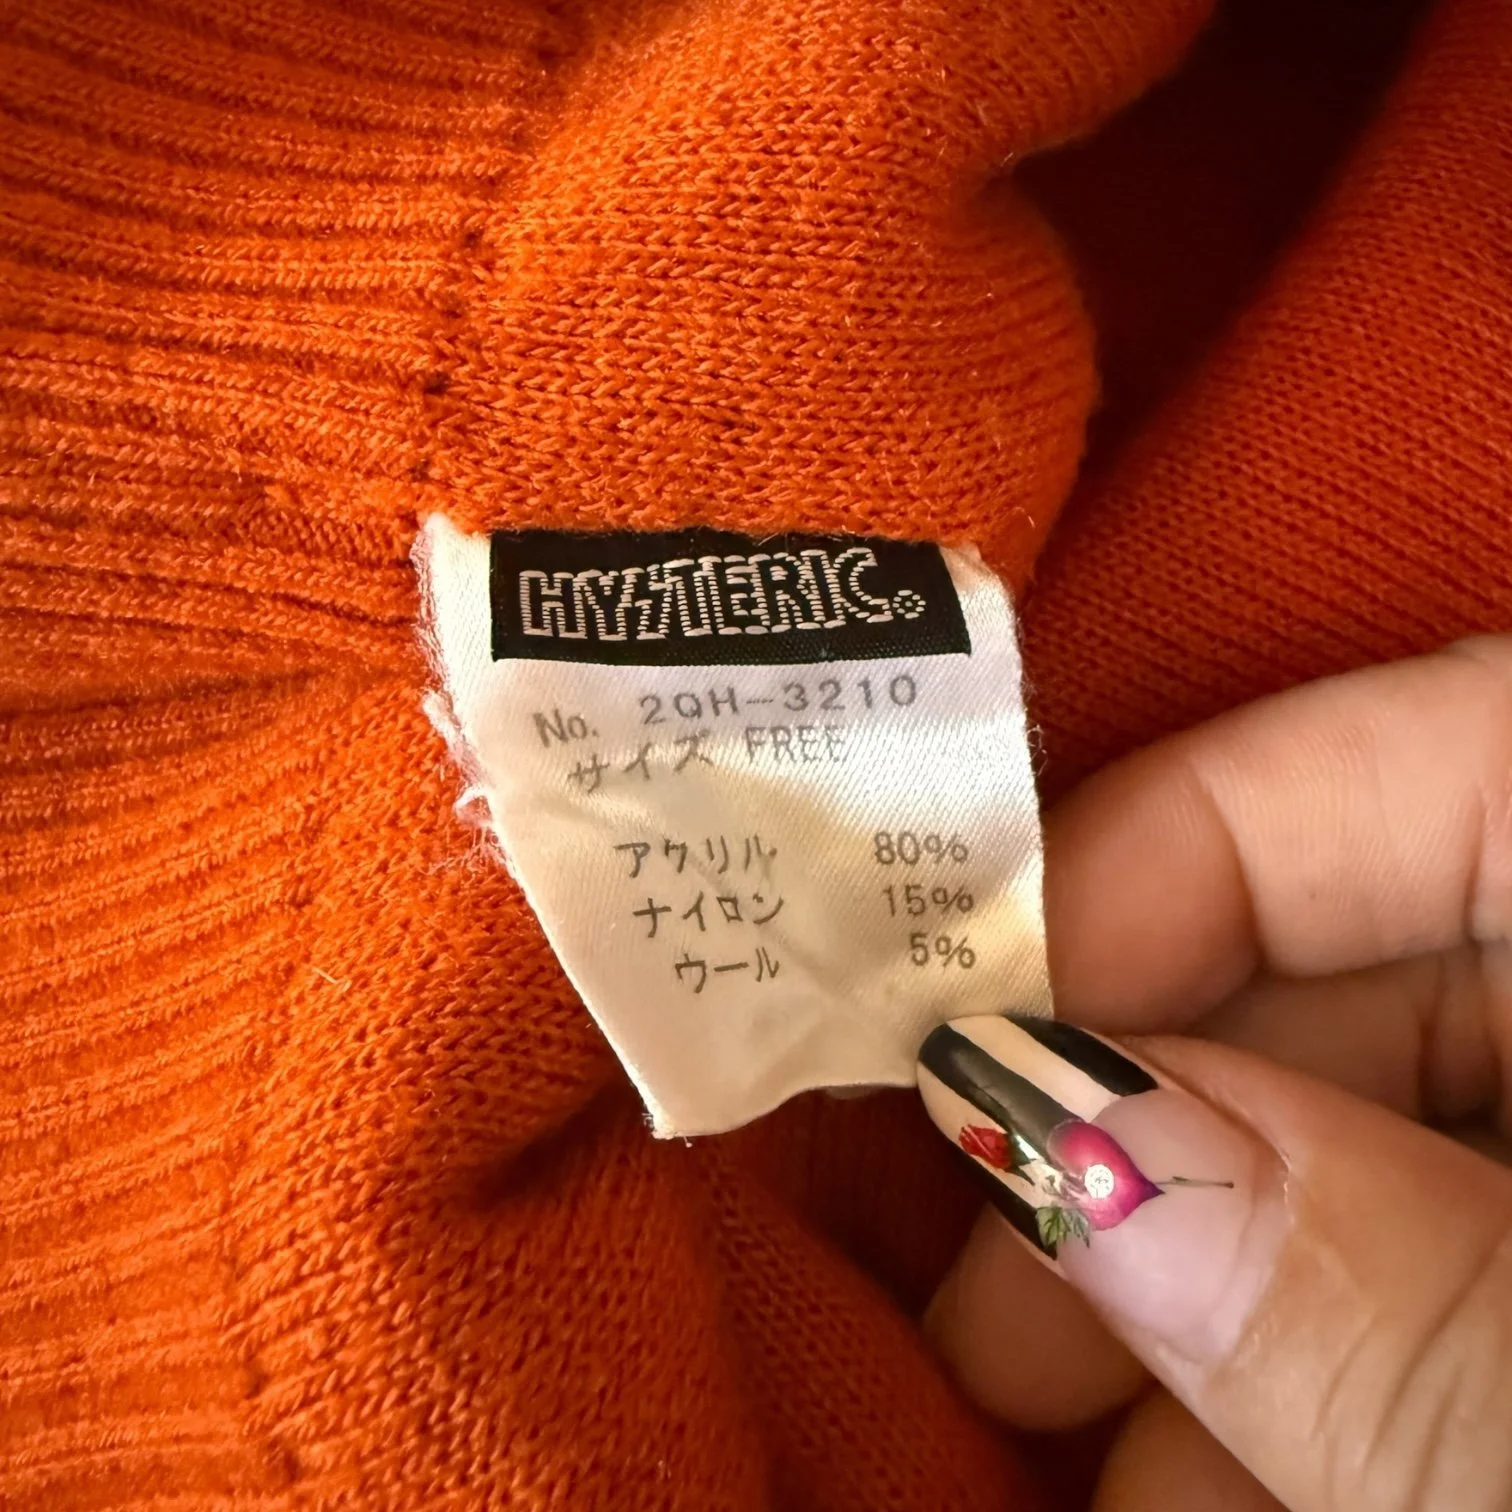 HYSTERIC
No. 2QH-3210
サイズ FREE
アクリル 80%
ナイロン 15%
ウール 5%